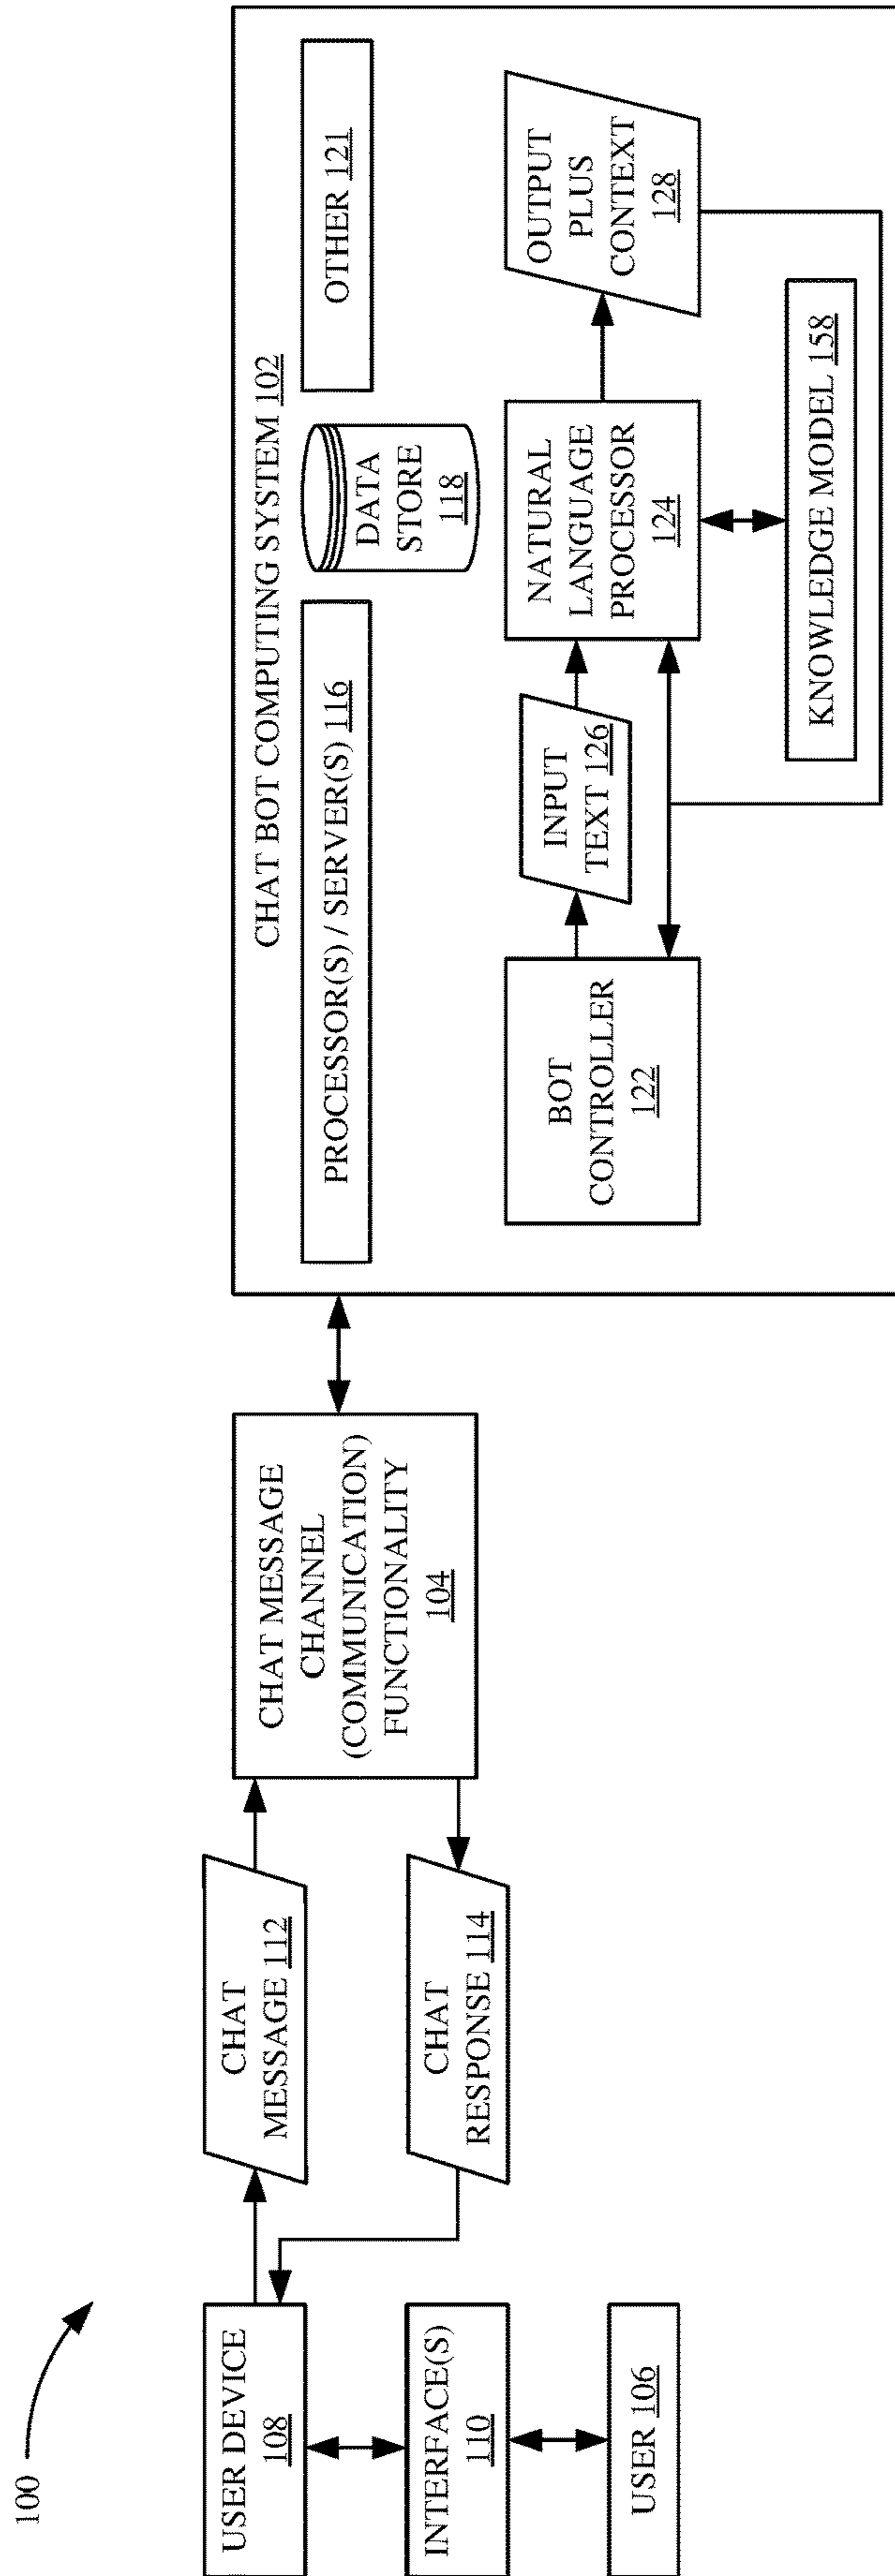 100
USER DEVICE
108
INTERFACE(S)
110
USER 106
CHAT
MESSAGE 112
CHAT
RESPONSE 114
CHAT MESSAGE
CHANNEL
(COMMUNICATION)
FUNCTIONALITY
104
CHAT BOT COMPUTING SYSTEM 102
PROCESSOR(S) / SERVER(S) 116
DATA
STORE
118
OTHER 121
BOT
CONTROLLER
122
INPUT
TEXT 126
NATURAL
LANGUAGE
PROCESSOR
124
OUTPUT
PLUS
CONTEXT
128
KNOWLEDGE MODEL 158